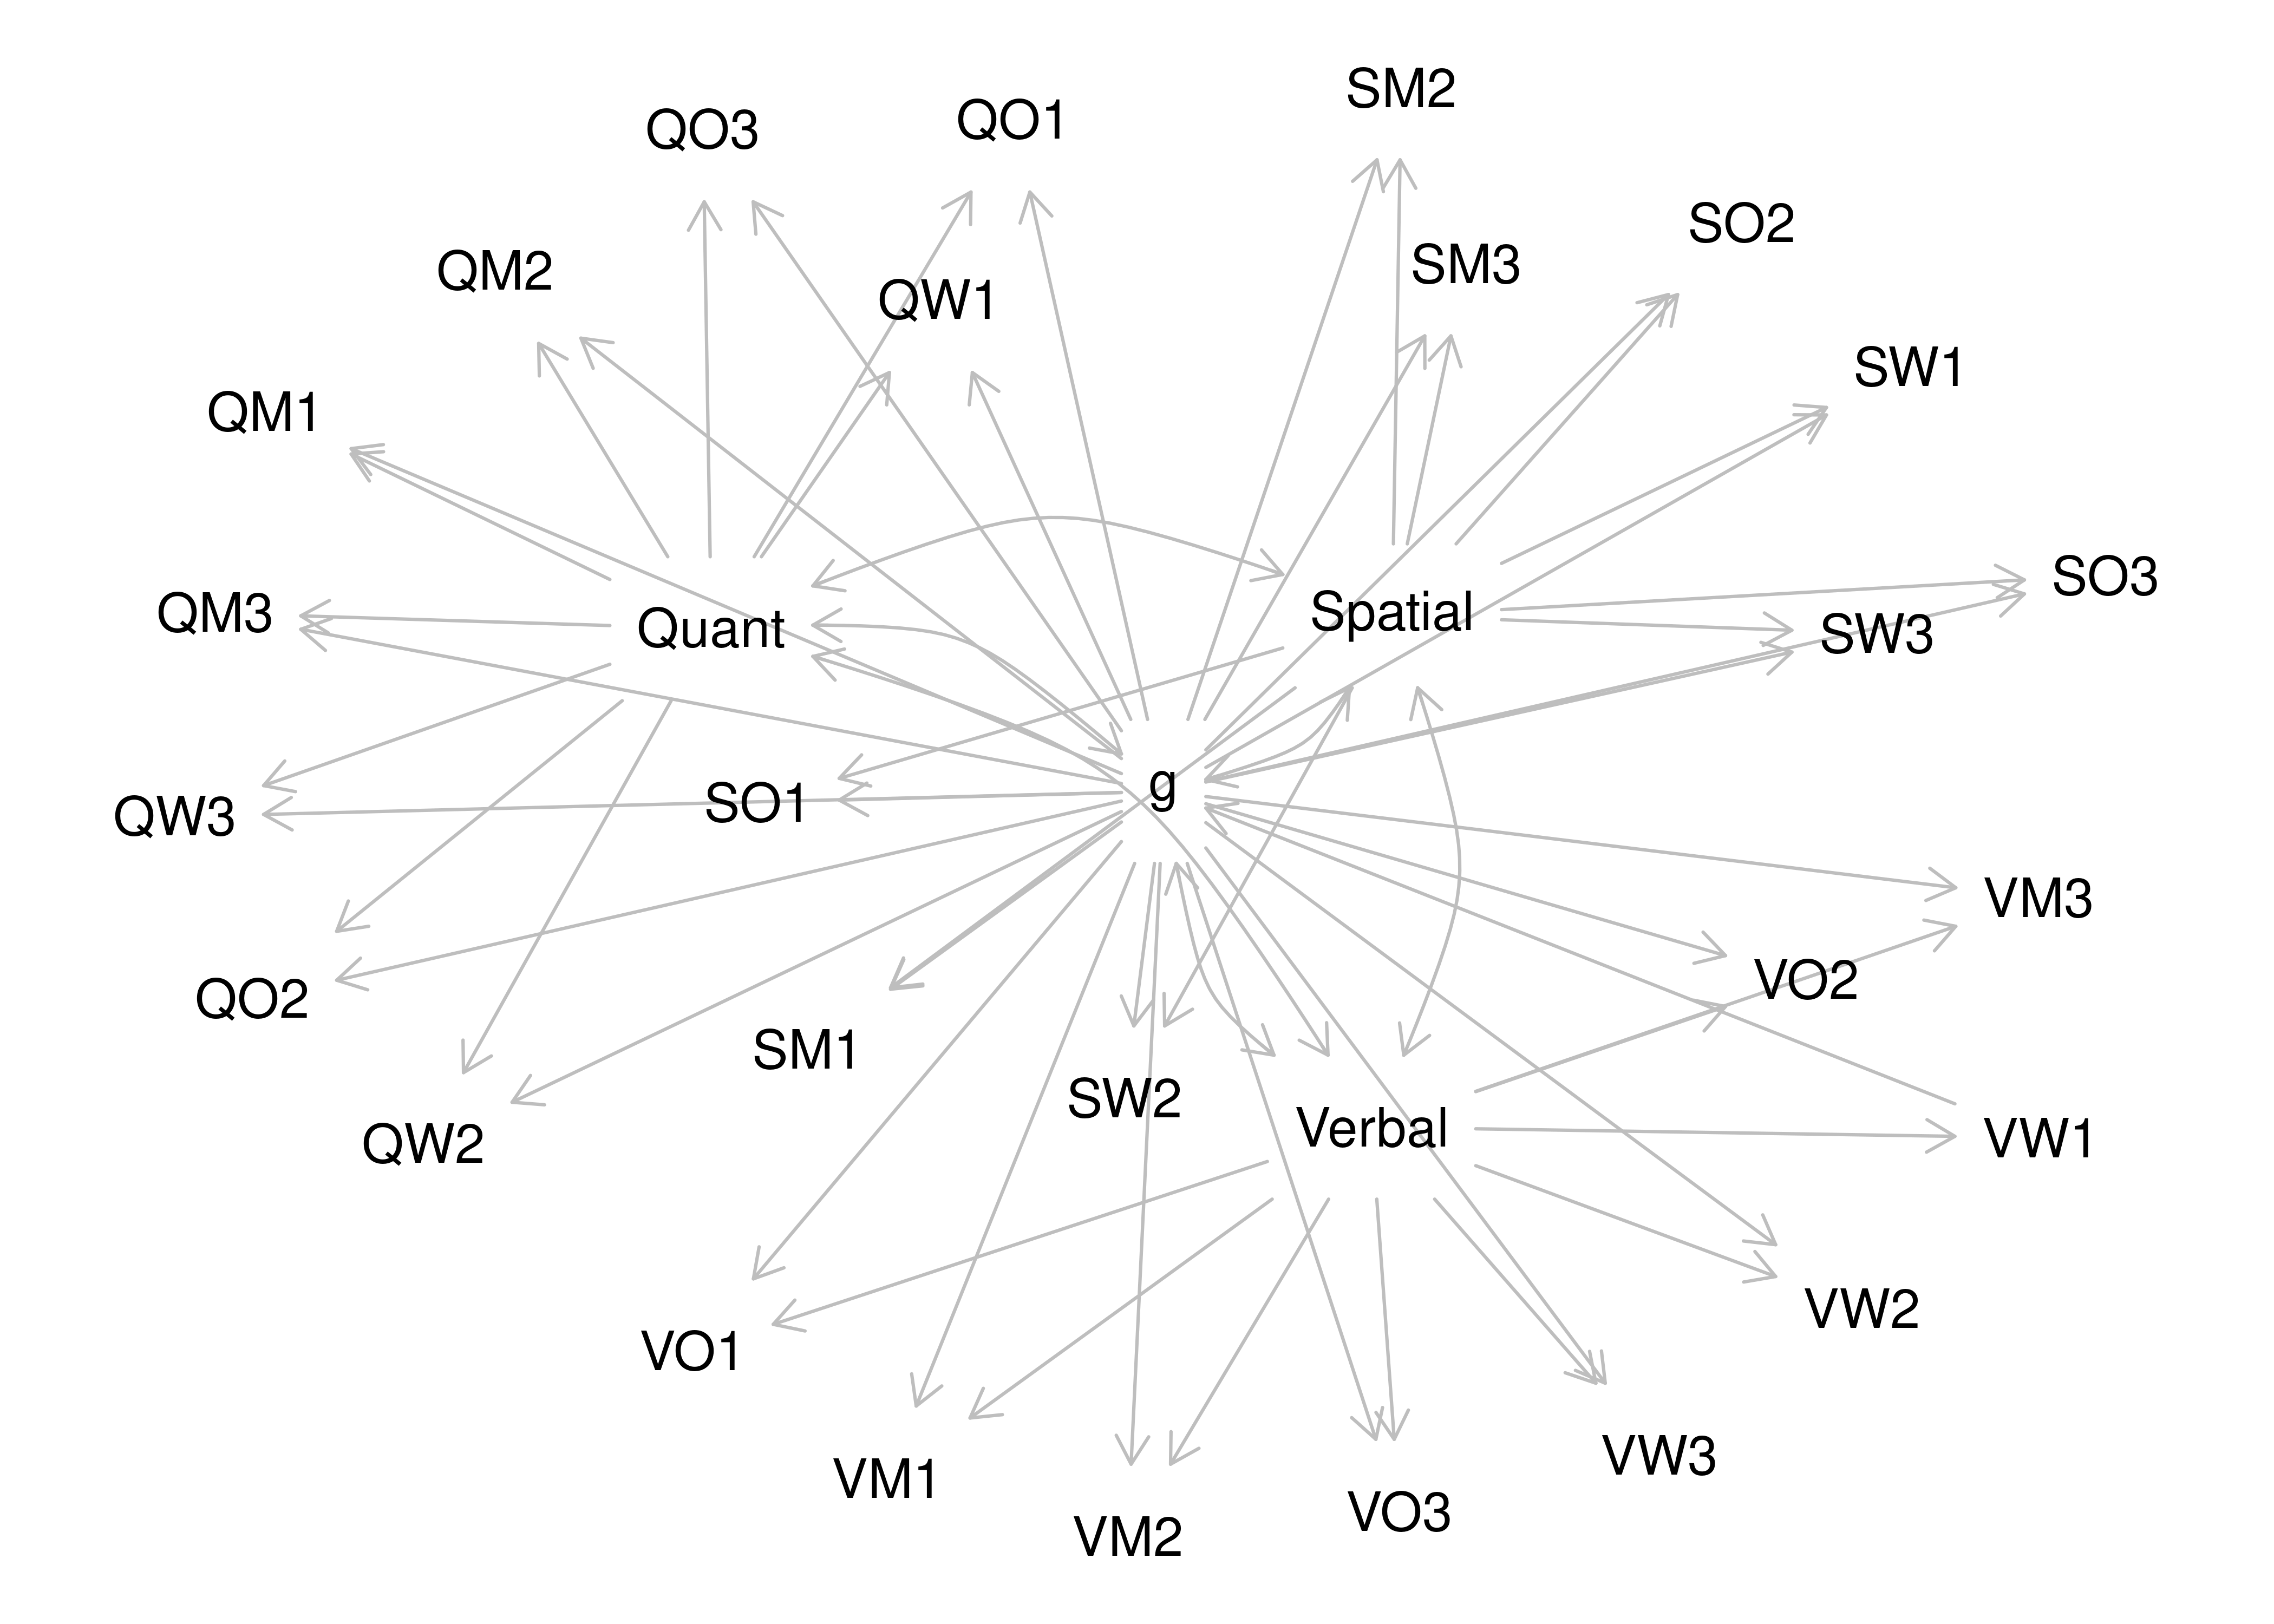 SM2
QO1
QO3
SO2
SM3
QM2
QW1
SW1
QM1
SO3
Spatial
QM3
Quant
SW3
g
SO1
QW3
VM3
VO2
QO2
SM1
SW2
Verbal
VW1
QW2
VW2
VO1
VW3
VM1
VO3
VM2